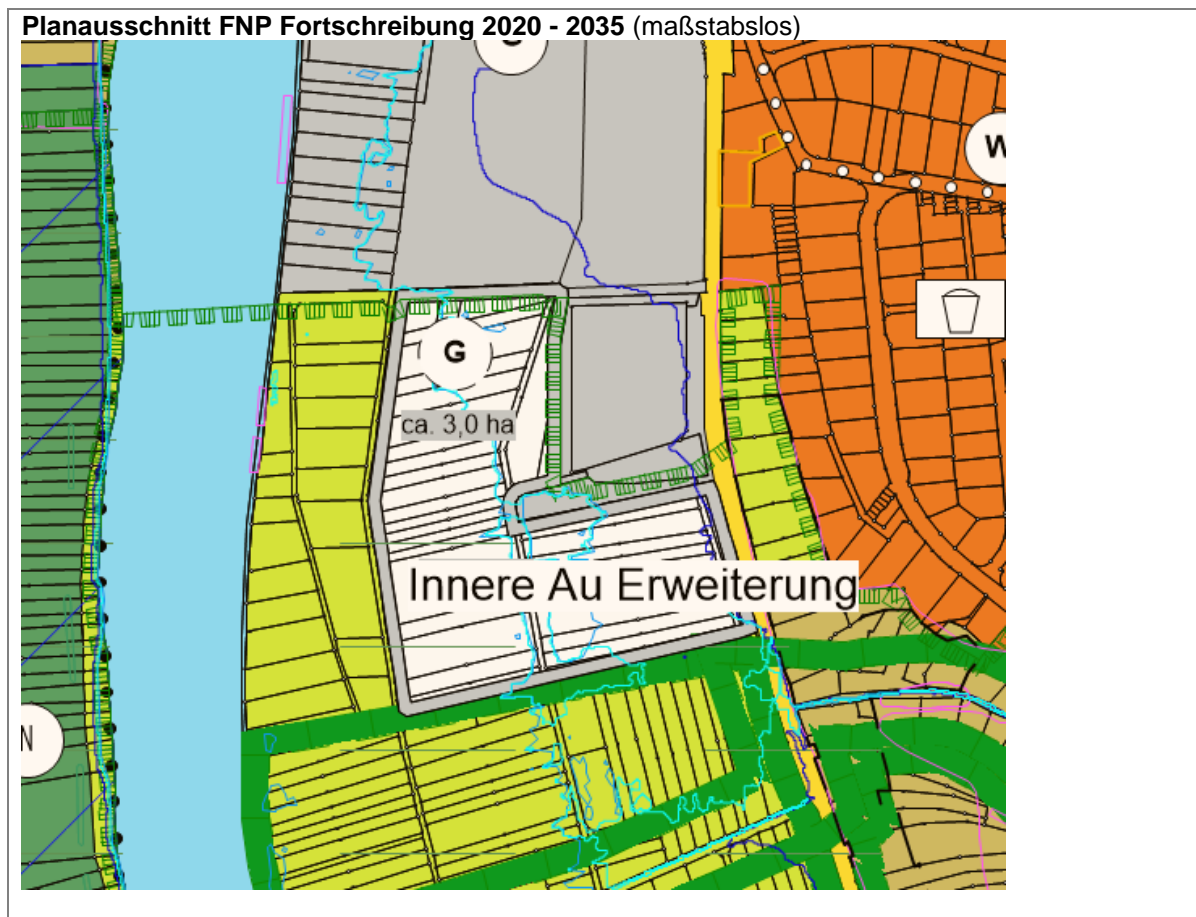 Planausschnitt FNP Fortschreibung 2020 - 2035 (maßstabslos)
G
ca. 3,0 ha
Innere Au Erweiterung
W
N